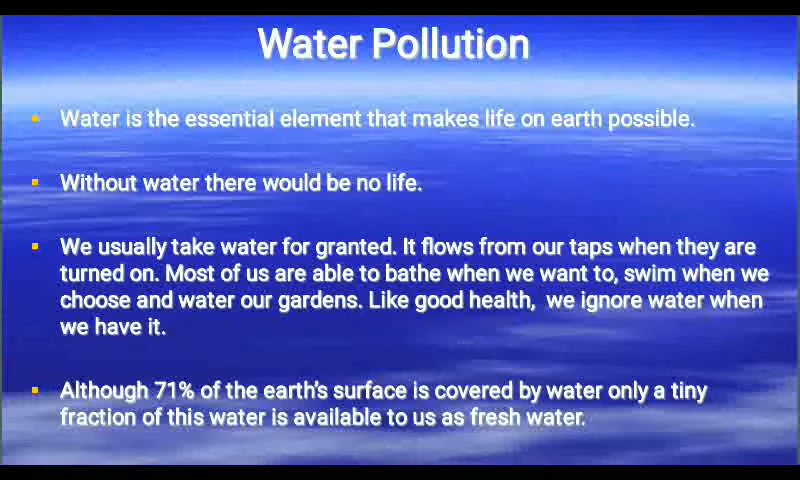 Water Pollution
Water is the essential element that makes life on earth possible.
Without water there would be no life.
We usually take water for granted. It flows from our taps when they are
turned on. Most of us are able to bathe when we want to, swim when we
choose and water our gardens. Like good health,  we ignore water when
we have it.
Although 71% of the earth's surface is covered by water only a tiny
fraction of this water is available to us as fresh water.